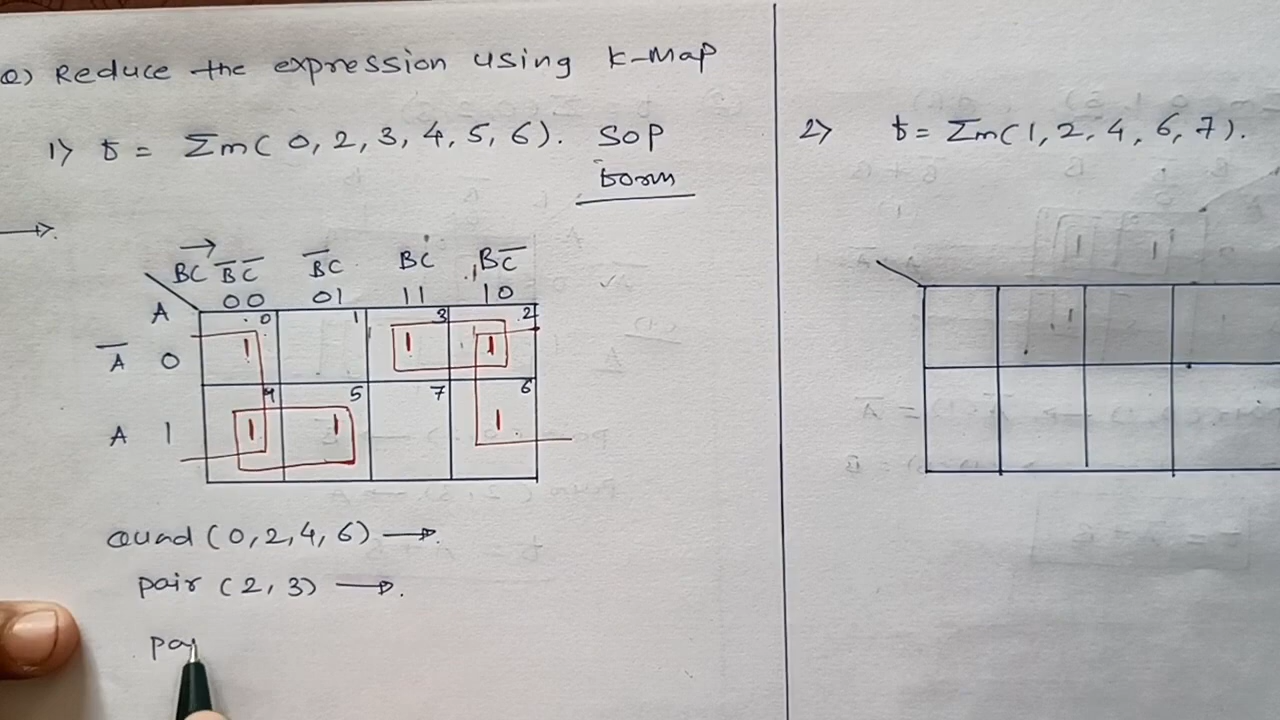 Q) Reduce the expression using K-Map
1) f = Σm( 0, 2, 3, 4, 5, 6). SOP
form
BC B̅C̅ B̅C BC BC̅
00 01 11 10
A
0 1 3 2
A̅ 0 1 1 1
4 5 7 6
A 1 1 1 1
Quad (0,2,4,6) →.
pair (2,3) →.
pa
2) f = Σm(1, 2, 4, 6, 7).